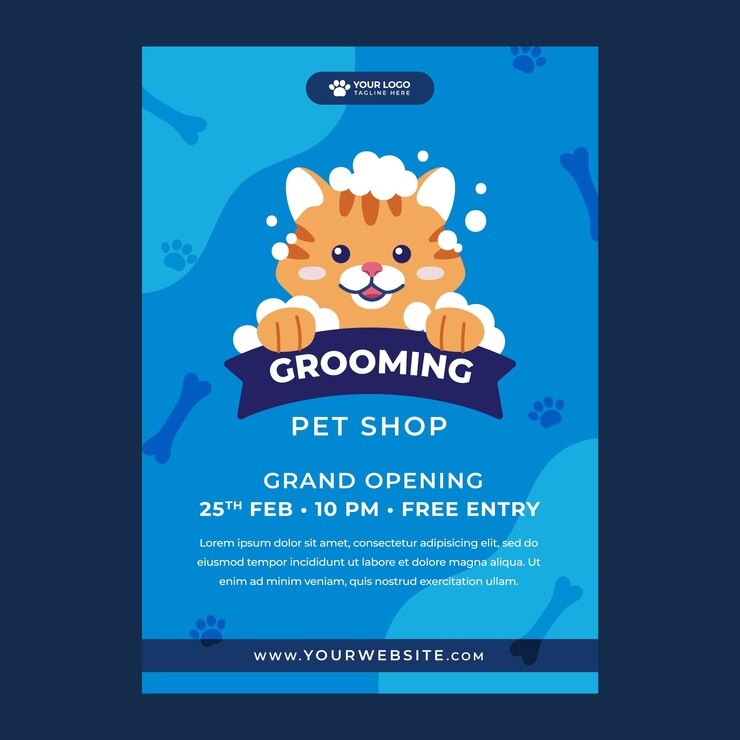 YOUR LOGO
TAGLINE HERE
GROOMING
PET SHOP
GRAND OPENING
25TH FEB • 10 PM • FREE ENTRY
Lorem ipsum dolor sit amet, consectetur adipisicing elit, sed do
eiusmod tempor incididunt ut labore et dolore magna aliqua. Ut
enim ad minim veniam, quis nostrud exercitation ullam.
WWW.YOURWEBSITE.COM